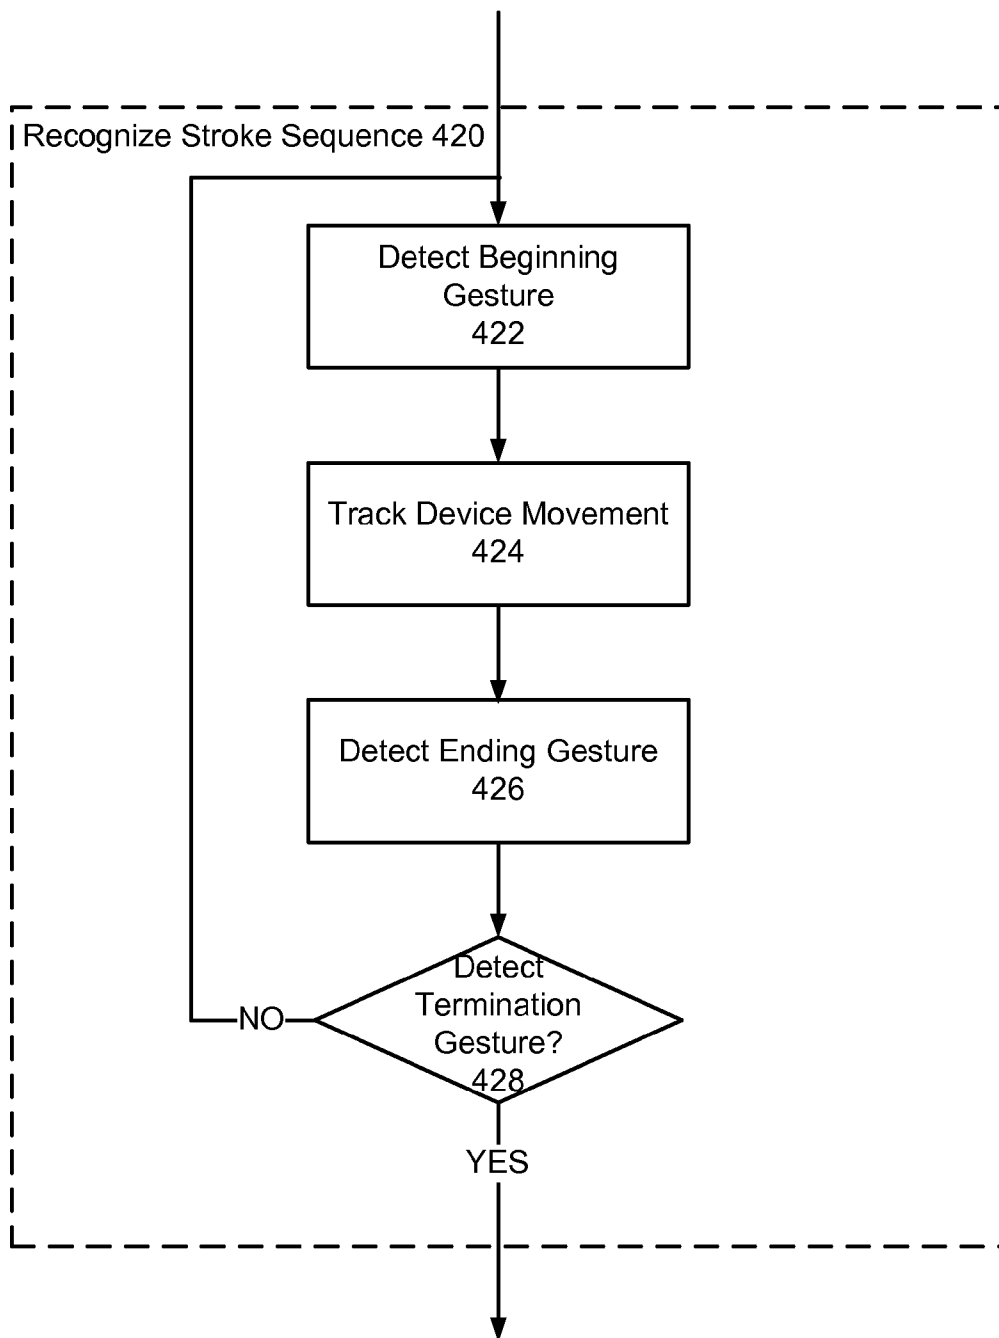 Recognize Stroke Sequence 420
Detect Beginning
Gesture
422
Track Device Movement
424
Detect Ending Gesture
426
Detect
Termination
Gesture?
428
NO
YES